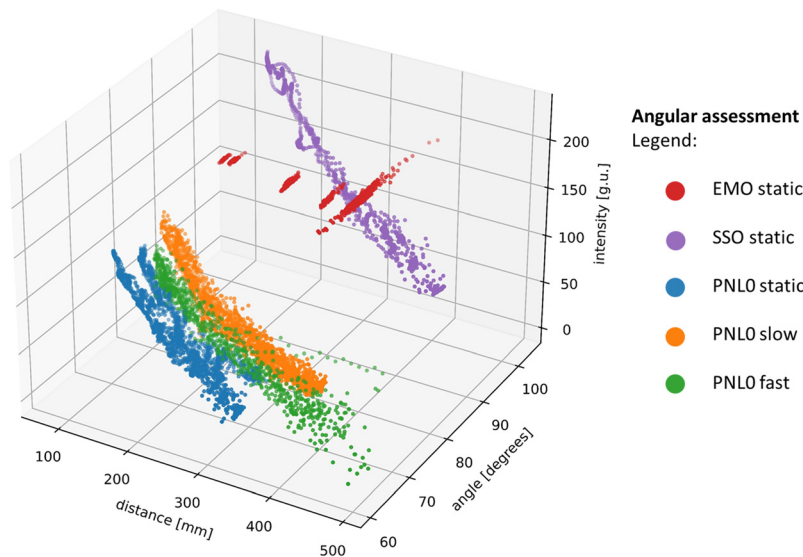 200
150
100
50
0
intensity [g.u.]
100
90
80
70
60
angle [degrees]
100
200
300
400
500
distance [mm]
Angular assessment
Legend:
EMO static
SSO static
PNL0 static
PNL0 slow
PNL0 fast